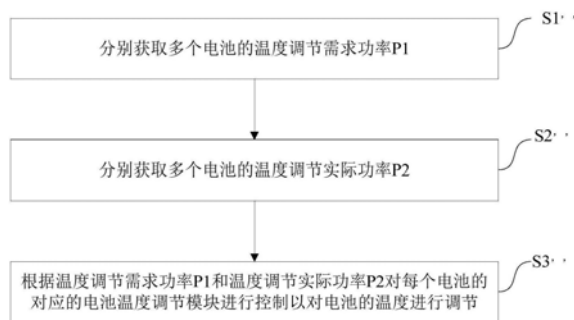 分别获取多个电池的温度调节需求功率P1
S1’’
分别获取多个电池的温度调节实际功率P2
S2’’
根据温度调节需求功率P1和温度调节实际功率P2对每个电池的
对应的电池温度调节模块进行控制以对电池的温度进行调节
S3’’